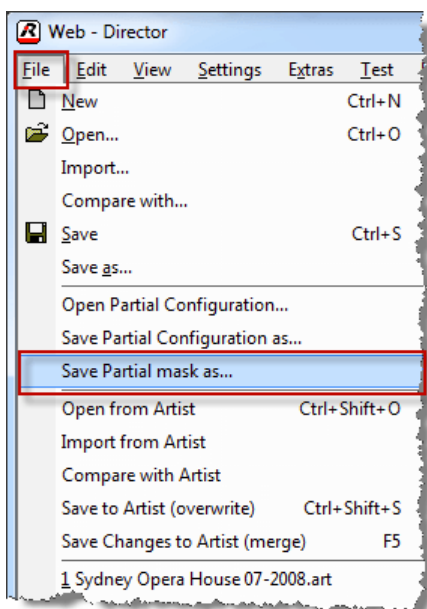 R Web - Director
File Edit View Settings Extras Test
New Ctrl+N
Open... Ctrl+O
Import...
Compare with...
Save Ctrl+S
Save as...
Open Partial Configuration...
Save Partial Configuration as...
Save Partial mask as...
Open from Artist Ctrl+Shift+O
Import from Artist
Compare with Artist
Save to Artist (overwrite) Ctrl+Shift+S
Save Changes to Artist (merge) F5
1 Sydney Opera House 07-2008.art